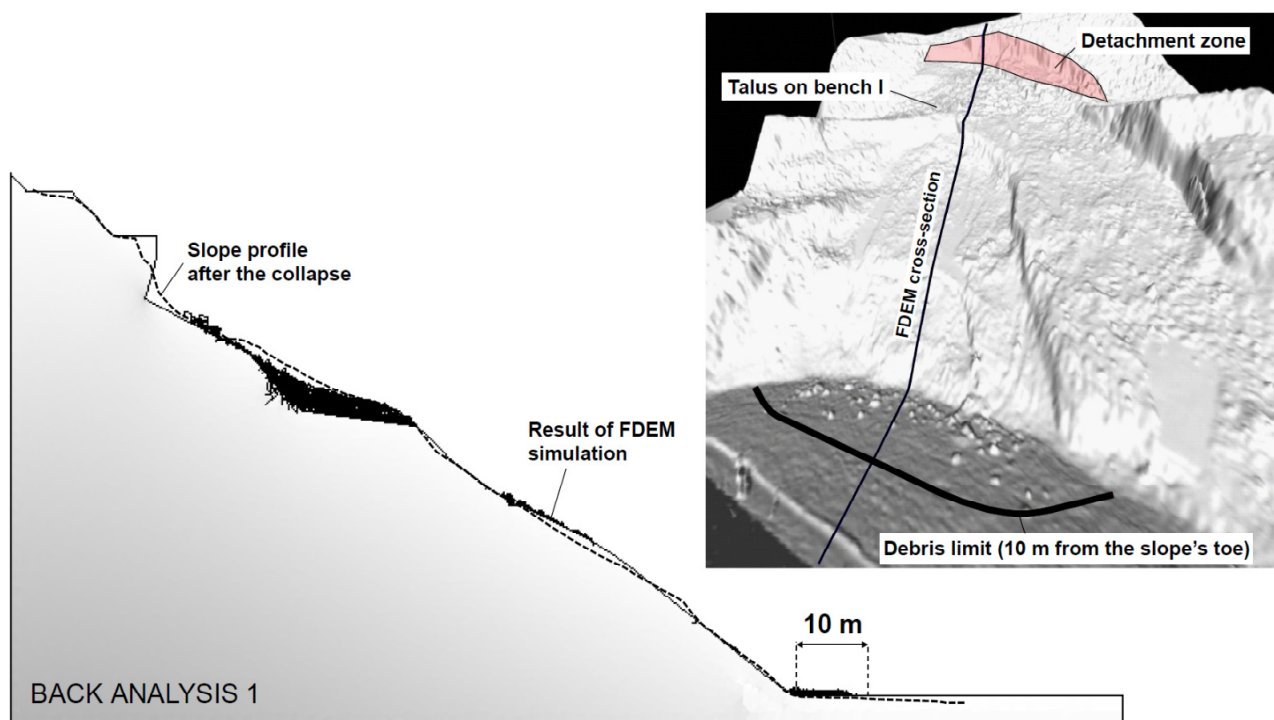 Detachment zone
Talus on bench I
FDEM cross-section
Debris limit (10 m from the slope's toe)
Slope profile
after the collapse
Result of FDEM
simulation
10 m
BACK ANALYSIS 1